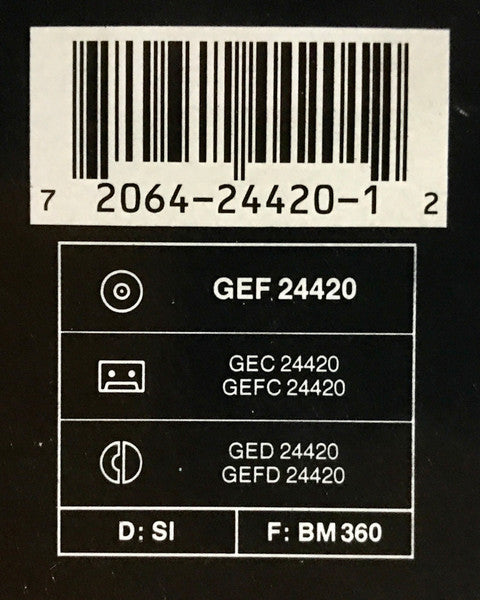 7 2064-24420-1 2
GEF 24420
GEC 24420
GEFC 24420
GED 24420
GEFD 24420
D: SI F: BM 360